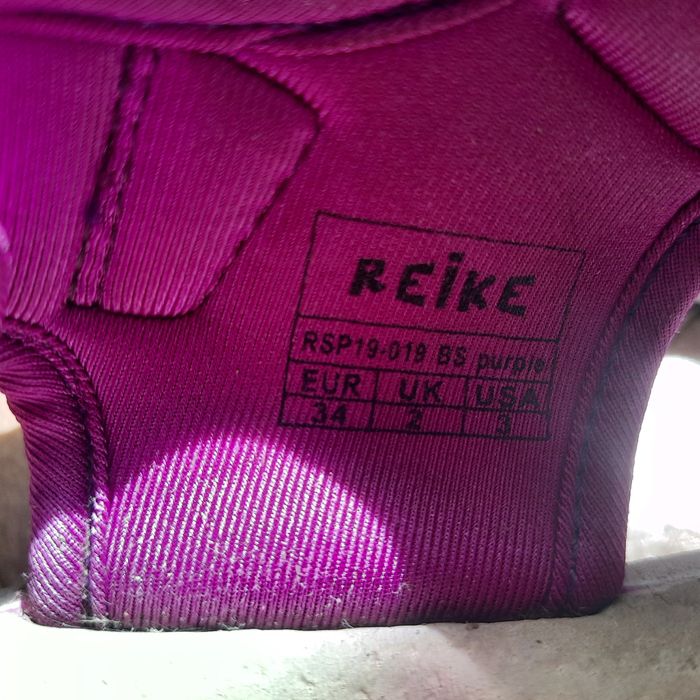 REiKE
RSP19-019 BS purple
EUR UK USA
34 2 3